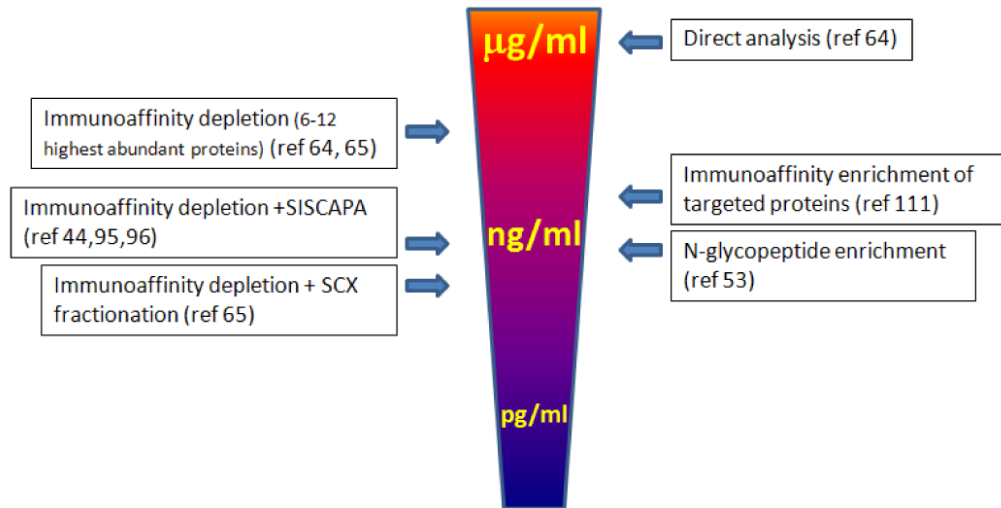 μg/ml
Direct analysis (ref 64)
Immunoaffinity depletion (6-12
highest abundant proteins) (ref 64, 65)
Immunoaffinity enrichment of
targeted proteins (ref 111)
Immunoaffinity depletion +SISCAPA
(ref 44,95,96)
ng/ml
N-glycopeptide enrichment
(ref 53)
Immunoaffinity depletion + SCX
fractionation (ref 65)
pg/ml